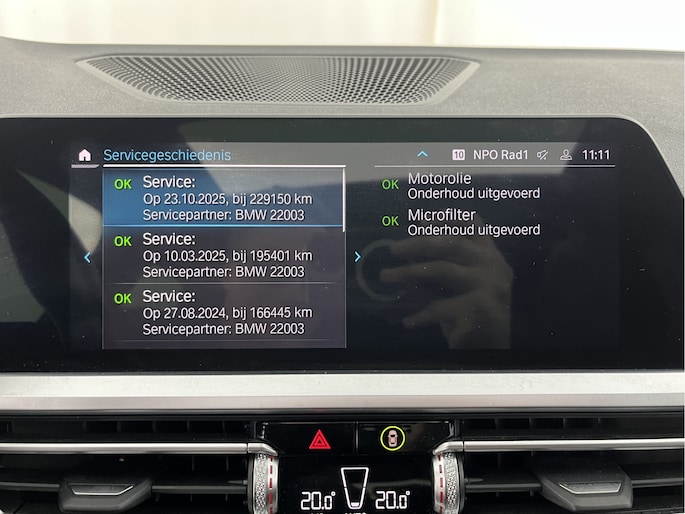 Servicegeschiedenis
10 NPO Rad1 11:11
OK Service:
Op 23.10.2025, bij 229150 km
Servicepartner: BMW 22003
OK Service:
Op 10.03.2025, bij 195401 km
Servicepartner: BMW 22003
OK Service:
Op 27.08.2024, bij 166445 km
Servicepartner: BMW 22003
OK Motorolie
Onderhoud uitgevoerd
OK Microfilter
Onderhoud uitgevoerd
20.0 20.0